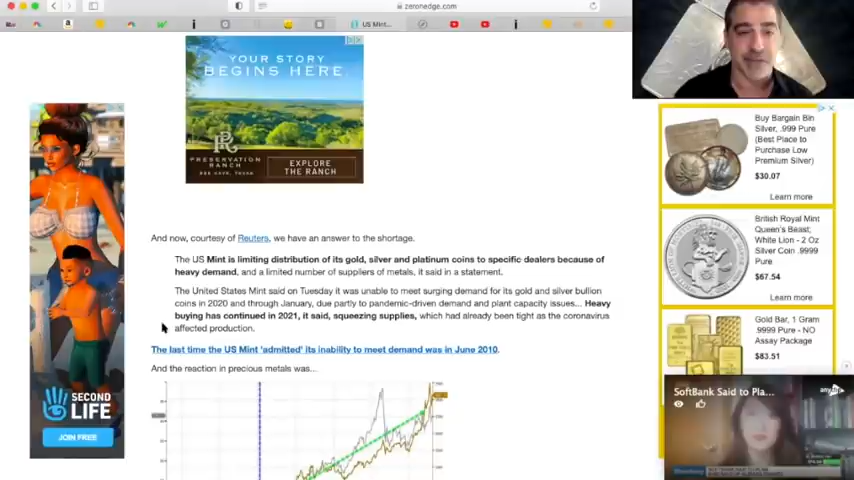 zeronedge.com
US Mint...
YOUR STORY
BEGINS HERE
PRESERVATION
RANCH
EXPLORE
THE RANCH
SECOND
LIFE
JOIN FREE
And now, courtesy of Reuters, we have an answer to the shortage.
The US Mint is limiting distribution of its gold, silver and platinum coins to specific dealers because of
heavy demand, and a limited number of suppliers of metals, it said in a statement.
The United States Mint said on Tuesday it was unable to meet surging demand for its gold and silver bullion
coins in 2020 and through January, due partly to pandemic-driven demand and plant capacity issues... Heavy
buying has continued in 2021, it said, squeezing supplies, which had already been tight as the coronavirus
affected production.
The last time the US Mint 'admitted' its inability to meet demand was in June 2010.
And the reaction in precious metals was...
Buy Bargain Bin
Silver, .999 Pure
(Best Place to
Purchase Low
Premium Silver)
$30.07
Learn more
British Royal Mint
Queen's Beast;
White Lion - 2 Oz
Silver Coin .9999
Pure
$67.54
Learn more
Gold Bar, 1 Gram
.9999 Pure - NO
Assay Package
$83.51
SoftBank Said to Pla...